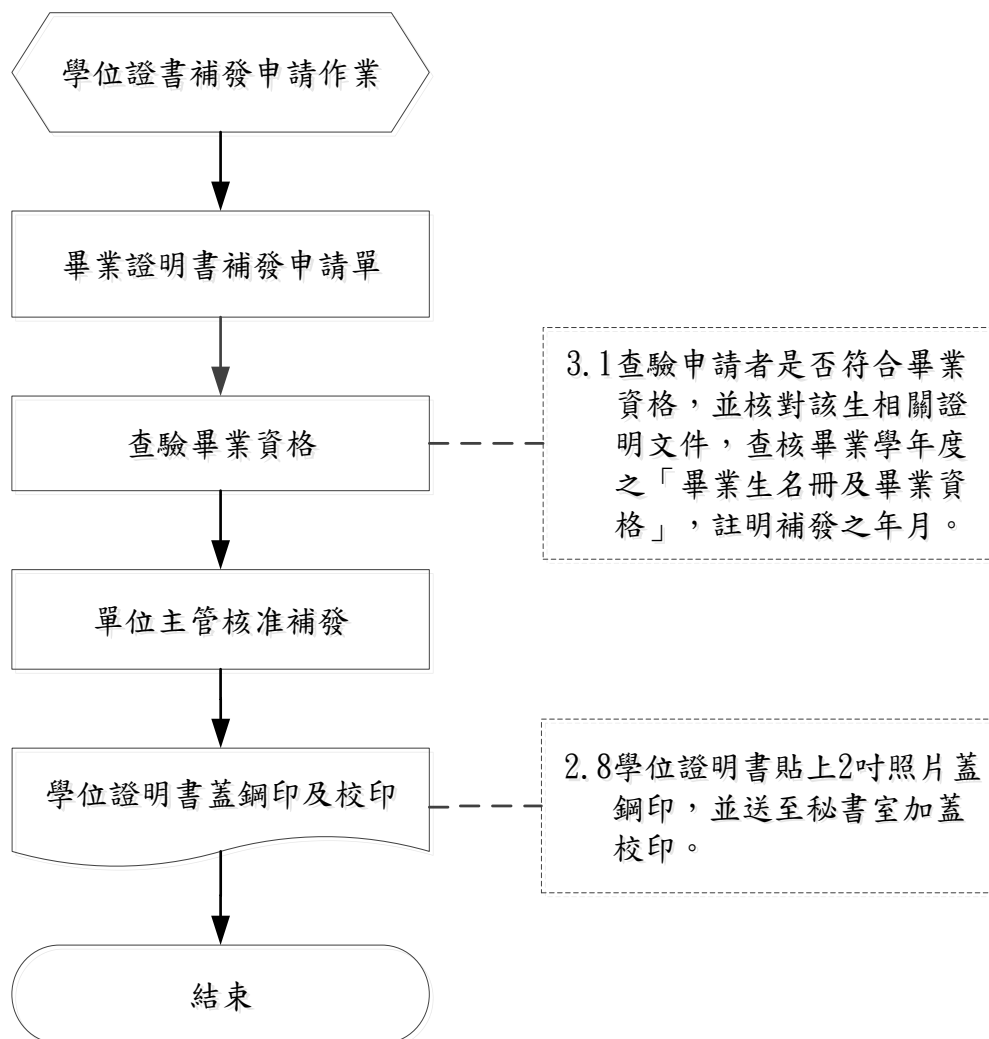 學位證書補發申請作業
畢業證明書補發申請單
查驗畢業資格
3.1查驗申請者是否符合畢業
資格，並核對該生相關證
明文件，查核畢業學年度
之「畢業生名冊及畢業資
格」，註明補發之年月。
單位主管核准補發
學位證明書蓋鋼印及校印
2.8學位證明書貼上2吋照片蓋
鋼印，並送至秘書室加蓋
校印。
結束